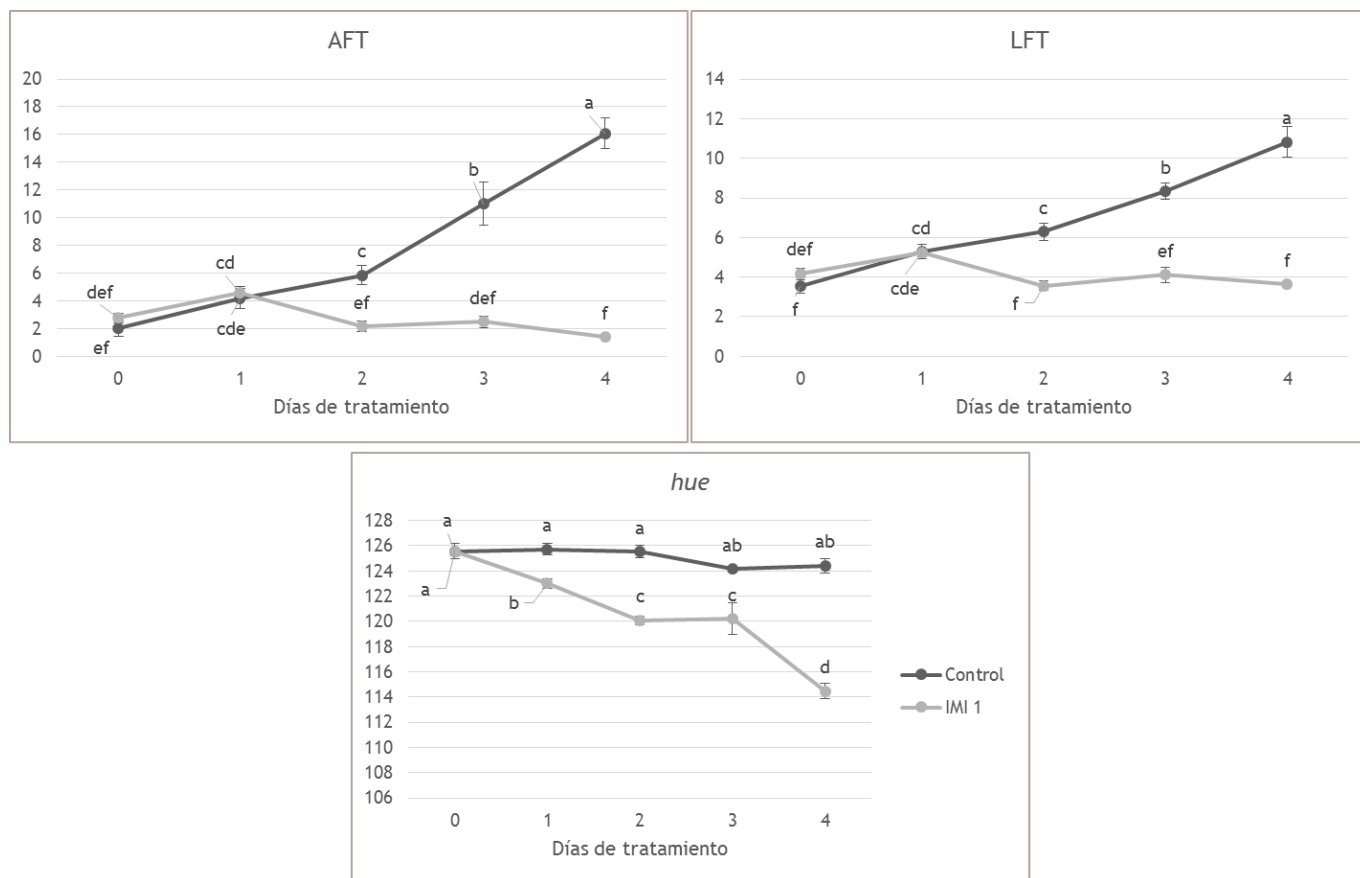 AFT
20
18
16
14
12
10
8
6
4
2
0
a
b
c
cd
def
ef
def
f
cde
ef
0 1 2 3 4
Días de tratamiento
LFT
14
12
10
8
6
4
2
0
a
b
c
cd
def
ef
f
cde
f
f
0 1 2 3 4
Días de tratamiento
hue
128
126
124
122
120
118
116
114
112
110
108
106
a a a ab ab
a
b
c c
d
0 1 2 3 4
Días de tratamiento
Control
IMI 1